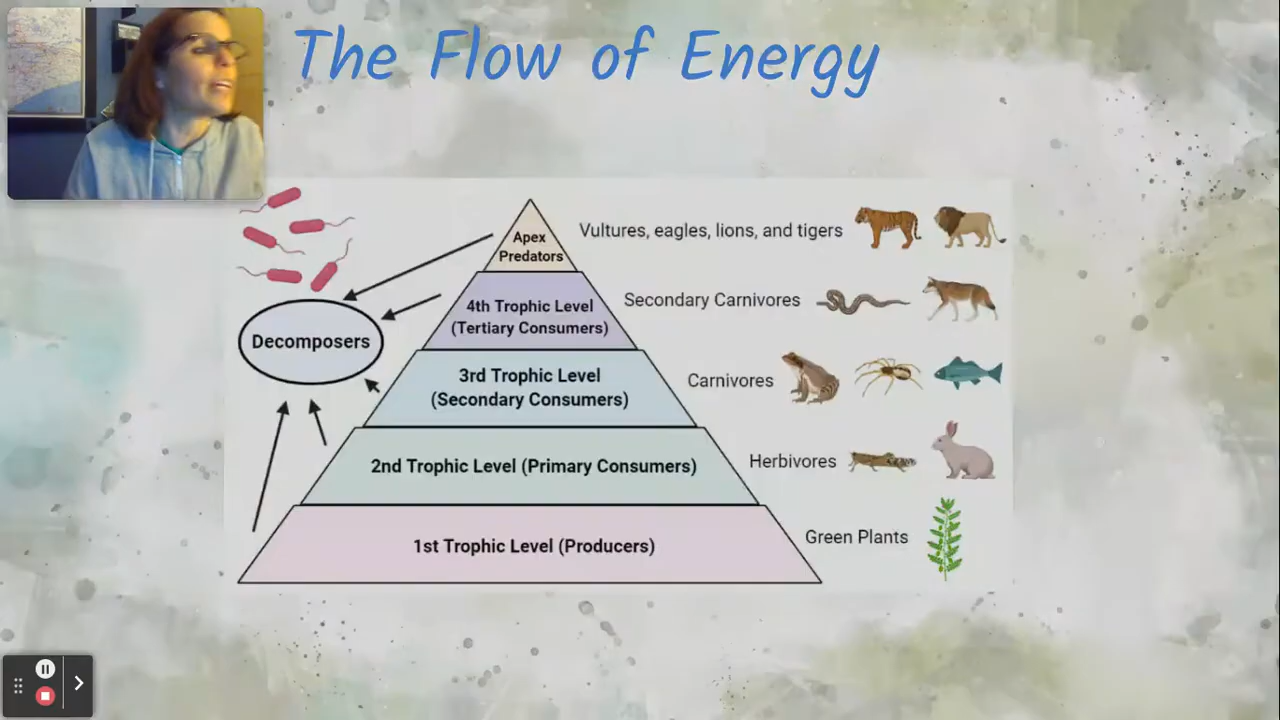 The Flow of Energy
Apex
Predators
Vultures, eagles, lions, and tigers
4th Trophic Level
(Tertiary Consumers)
Secondary Carnivores
Decomposers
3rd Trophic Level
(Secondary Consumers)
Carnivores
2nd Trophic Level (Primary Consumers)
Herbivores
1st Trophic Level (Producers)
Green Plants